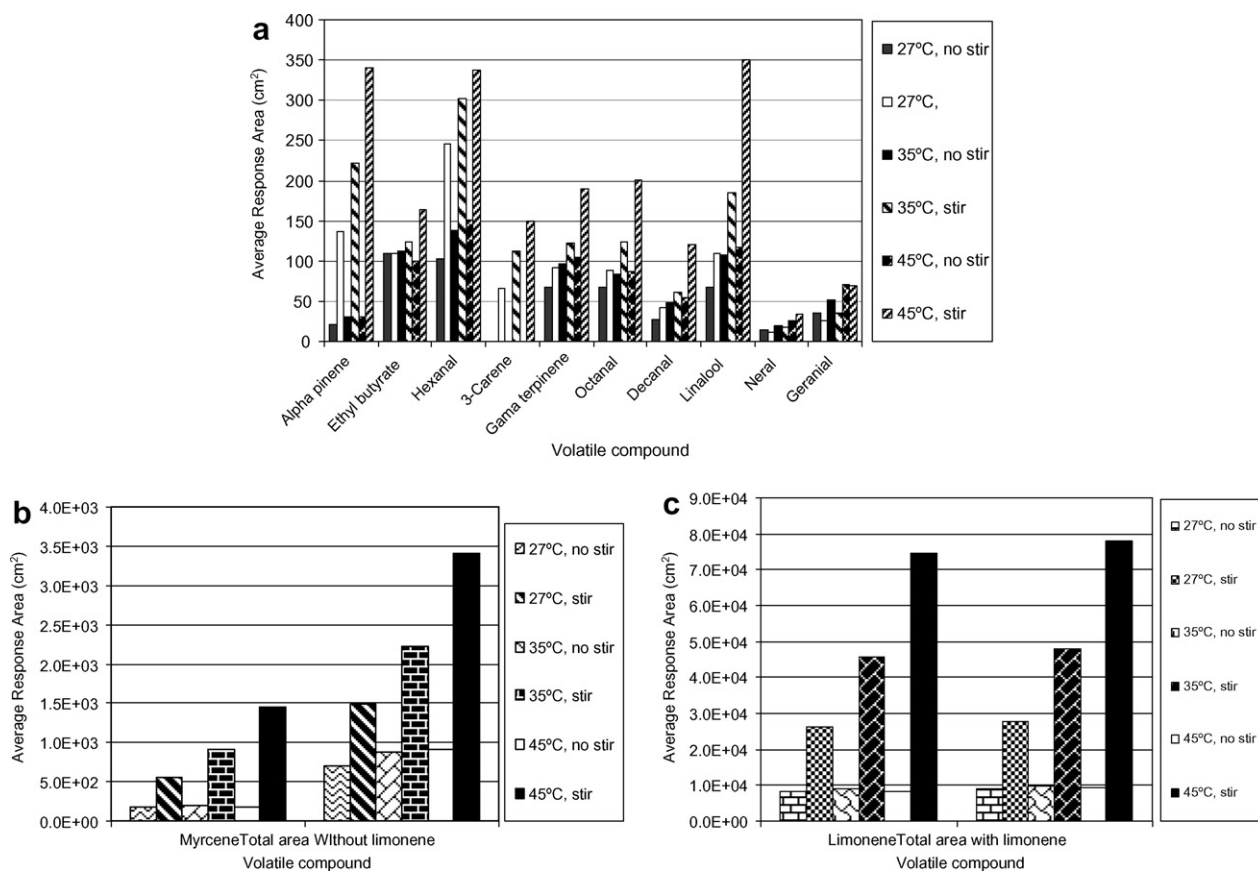 a
Average Response Area (cm²)
400
350
300
250
200
150
100
50
0
Alpha pinene
Ethyl butyrate
Hexanal
3-Carene
Gama terpinene
Octanal
Decanal
Linalool
Neral
Geranial
Volatile compound
27°C, no stir
27°C,
35°C, no stir
35°C, stir
45°C, no stir
45°C, stir
b
Average Response Area (cm²)
4.0E+03
3.5E+03
3.0E+03
2.5E+03
2.0E+03
1.5E+03
1.0E+03
5.0E+02
0.0E+00
MyrceneTotal area WIthout limonene
Volatile compound
27ºC, no stir
27ºC, stir
35ºC, no stir
35ºC, stir
45ºC, no stir
45ºC, stir
c
Average Response Area (cm²)
9.0E+04
8.0E+04
7.0E+04
6.0E+04
5.0E+04
4.0E+04
3.0E+04
2.0E+04
1.0E+04
0.0E+00
LimoneneTotal area with limonene
Volatile compound
27ºC, no stir
27ºC, stir
35ºC, no stir
35ºC, stir
45ºC, no stir
45ºC, stir